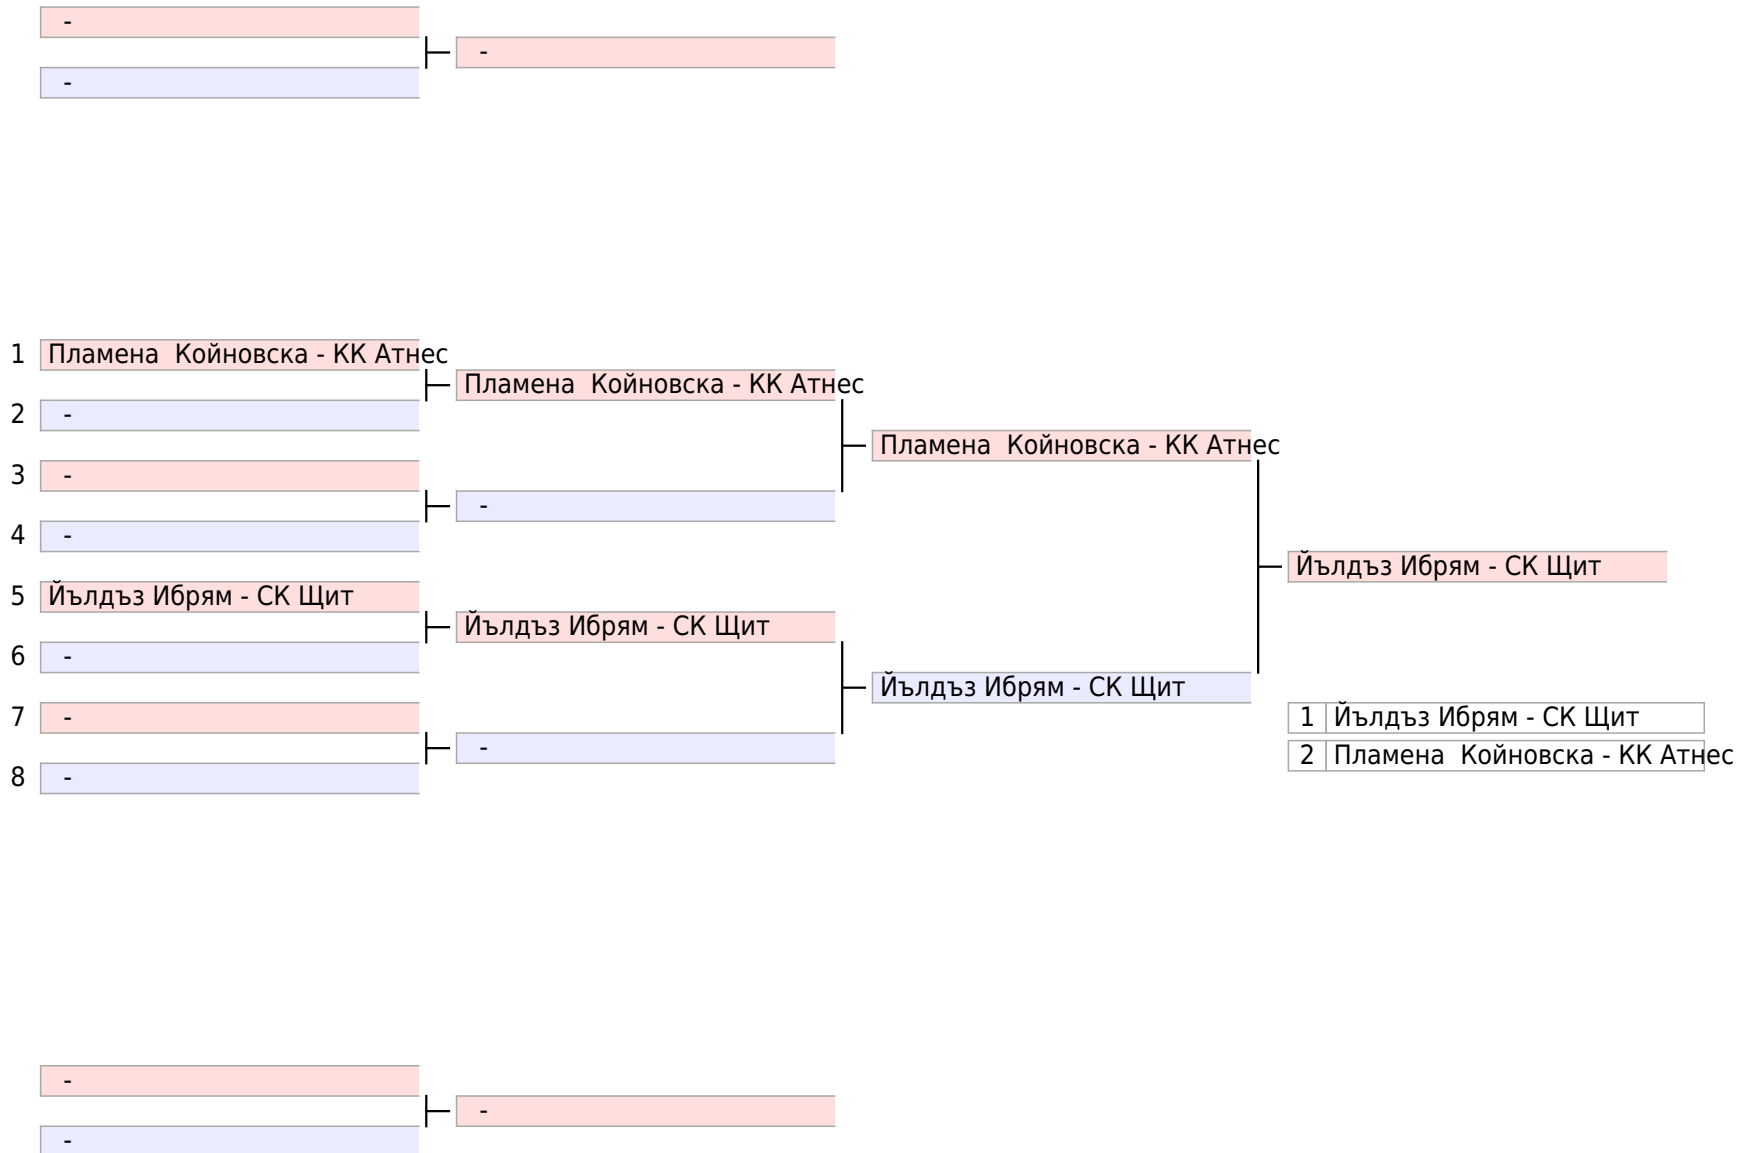 -
-
-
1 Пламена  Койновска - КК Атнес
Пламена  Койновска - КК Атнес
2 -
Пламена  Койновска - КК Атнес
3 -
-
4 -
Йълдъз Ибрям - СК Щит
5 Йълдъз Ибрям - СК Щит
Йълдъз Ибрям - СК Щит
6 -
Йълдъз Ибрям - СК Щит
7 -
1 Йълдъз Ибрям - СК Щит
-
2 Пламена  Койновска - КК Атнес
8 -
-
-
-